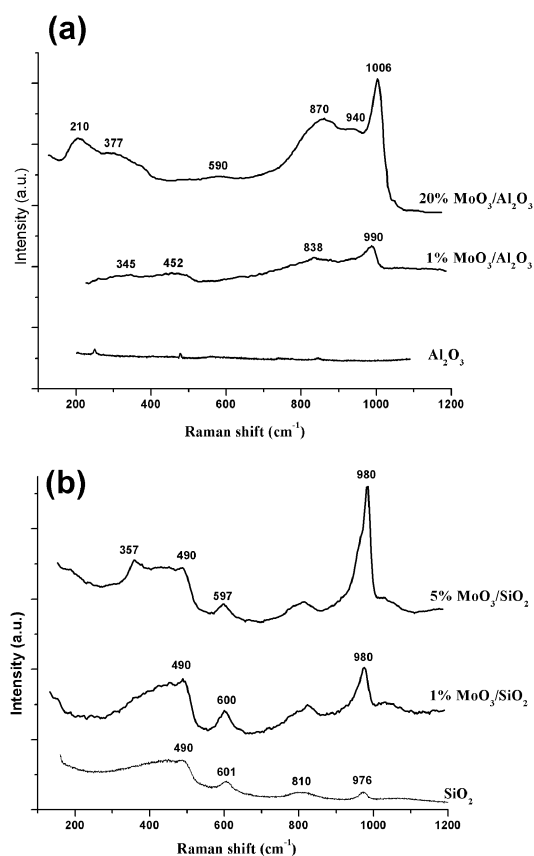 (a)
1006
210
377
590
870
940
20% MoO₃/Al₂O₃
345
452
838
990
1% MoO₃/Al₂O₃
Al₂O₃
Intensity (a.u.)
200 400 600 800 1000 1200
Raman shift (cm⁻¹)
(b)
980
357
490
597
5% MoO₃/SiO₂
490
600
980
1% MoO₃/SiO₂
490
601
810
976
SiO₂
Intensity (a.u.)
200 400 600 800 1000 1200
Raman shift (cm⁻¹)